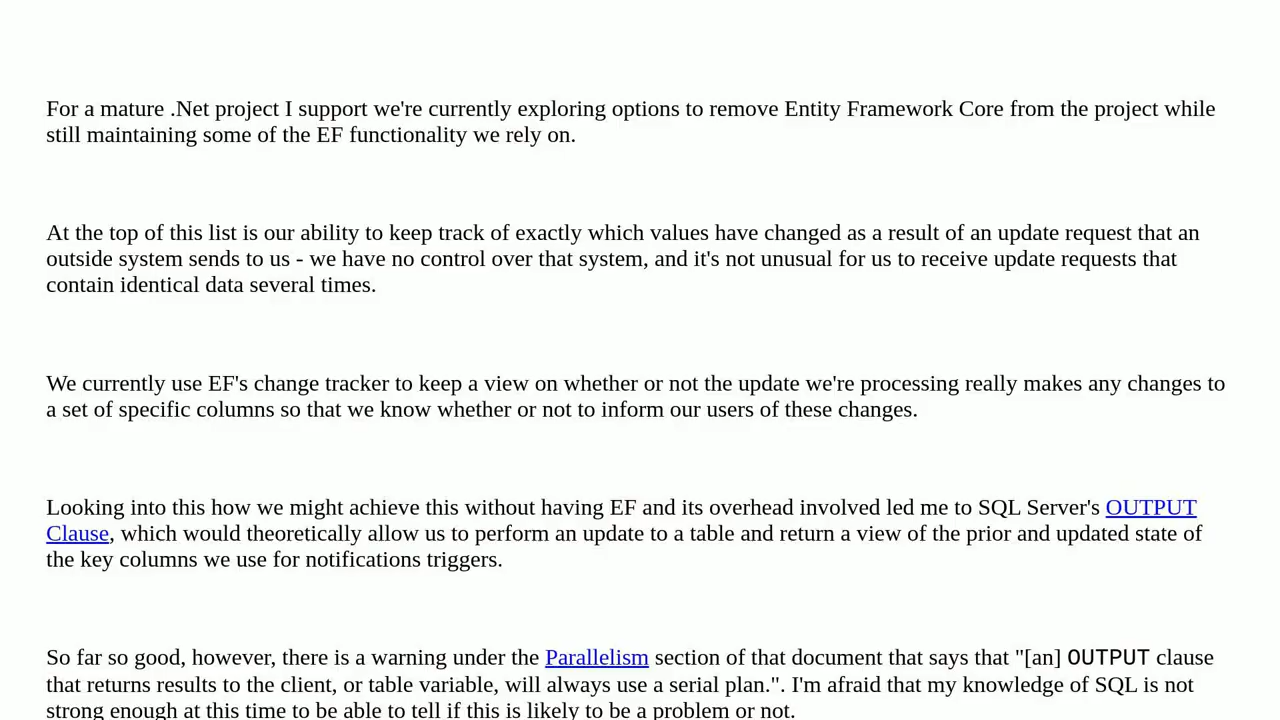 For a mature .Net project I support we're currently exploring options to remove Entity Framework Core from the project while
still maintaining some of the EF functionality we rely on.
At the top of this list is our ability to keep track of exactly which values have changed as a result of an update request that an
outside system sends to us - we have no control over that system, and it's not unusual for us to receive update requests that
contain identical data several times.
We currently use EF's change tracker to keep a view on whether or not the update we're processing really makes any changes to
a set of specific columns so that we know whether or not to inform our users of these changes.
Looking into this how we might achieve this without having EF and its overhead involved led me to SQL Server's OUTPUT
Clause, which would theoretically allow us to perform an update to a table and return a view of the prior and updated state of
the key columns we use for notifications triggers.
So far so good, however, there is a warning under the Parallelism section of that document that says that "[an] OUTPUT clause
that returns results to the client, or table variable, will always use a serial plan.". I'm afraid that my knowledge of SQL is not
strong enough at this time to be able to tell if this is likely to be a problem or not.